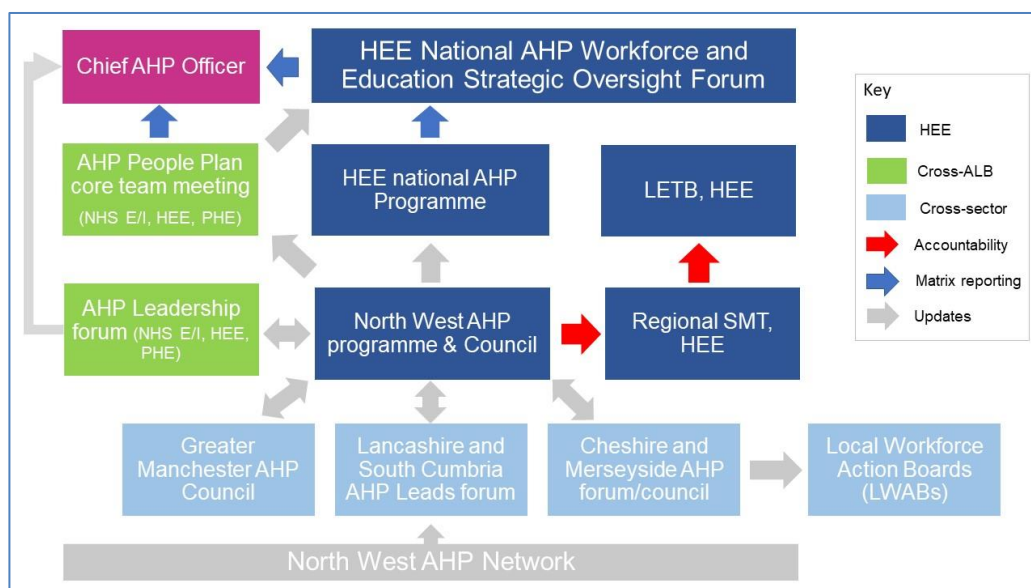 Chief AHP Officer
HEE National AHP Workforce and
Education Strategic Oversight Forum
Key
HEE
Cross-ALB
Cross-sector
Accountability
Matrix reporting
Updates
AHP People Plan
core team meeting
(NHS E/I, HEE, PHE)
HEE national AHP
Programme
LETB, HEE
AHP Leadership
forum (NHS E/I, HEE,
PHE)
North West AHP
programme & Council
Regional SMT,
HEE
Greater
Manchester AHP
Council
Lancashire and
South Cumbria
AHP Leads forum
Cheshire and
Merseyside AHP
forum/council
Local Workforce
Action Boards
(LWABs)
North West AHP Network